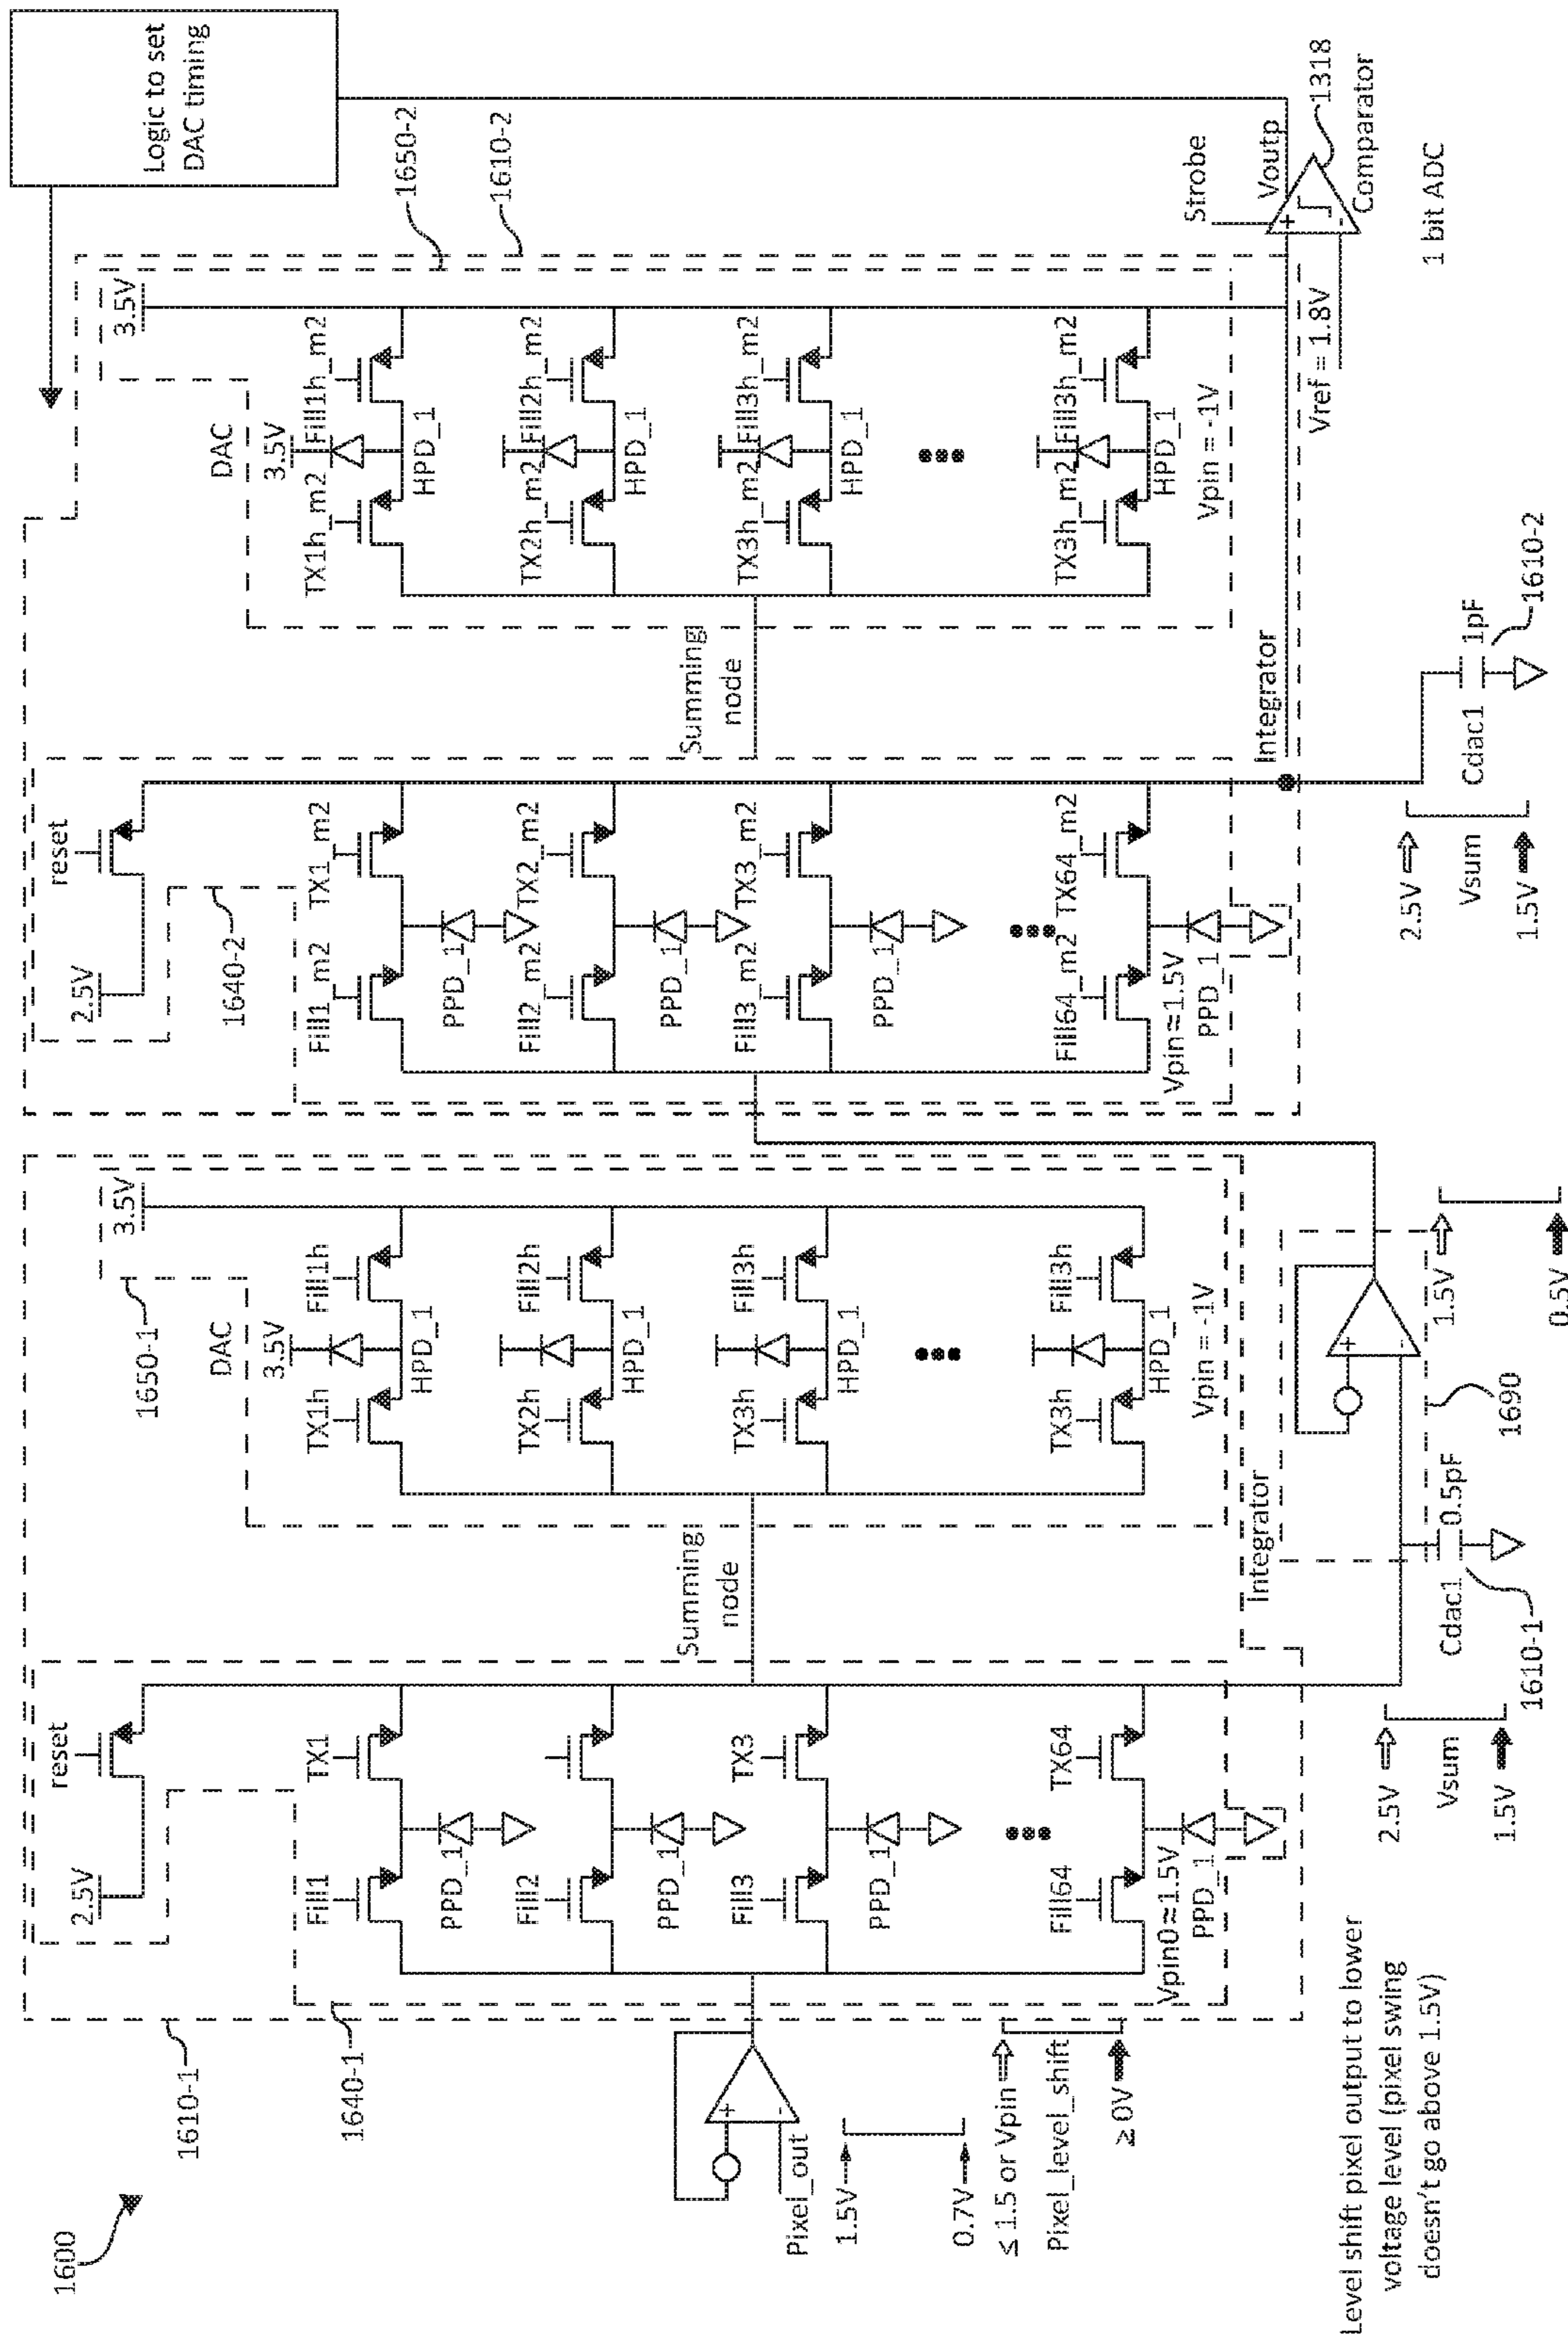 1600
1610-1
1640-1
Pixel_out
1.5V
0.7V
≤ 1.5 or Vpin
Pixel_level_shift
≥ 0V
Level shift pixel output to lower
voltage level (pixel swing
doesn't go above 1.5V)
2.5V
reset
Fill1
TX1
PPD_1
Fill2
PPD_1
Fill3
TX3
PPD_1
Fill64
TX64
Vpin0≈1.5V
PPD_1
2.5V
Vsum
1.5V
Summing
node
1650-1
DAC
3.5V
3.5V
TX1h
Fill1h
HPD_1
TX2h
Fill2h
HPD_1
TX3h
Fill3h
HPD_1
TX3h
Fill3h
HPD_1
Vpin = -1V
Integrator
Cdac1
0.5pF
1610-1
1690
+
-
1.5V
0.5V
2.5V
reset
1640-2
Fill1_m2
TX1_m2
PPD_1
Fill2_m2
TX2_m2
PPD_1
Fill3_m2
TX3_m2
PPD_1
Fill64_m2
TX64_m2
Vpin≈1.5V
PPD_1
Summing
node
Integrator
2.5V
Vsum
1.5V
Cdac1
1pF
1610-2
DAC
3.5V
3.5V
TX1h_m2
Fill1h_m2
HPD_1
TX2h_m2
Fill2h_m2
HPD_1
TX3h_m2
Fill3h_m2
HPD_1
TX3h_m2
Fill3h_m2
HPD_1
Vpin = -1V
1650-2
1610-2
Logic to set
DAC timing
Strobe
Voutp
+
-
Vref = 1.8V
1318
Comparator
1 bit ADC